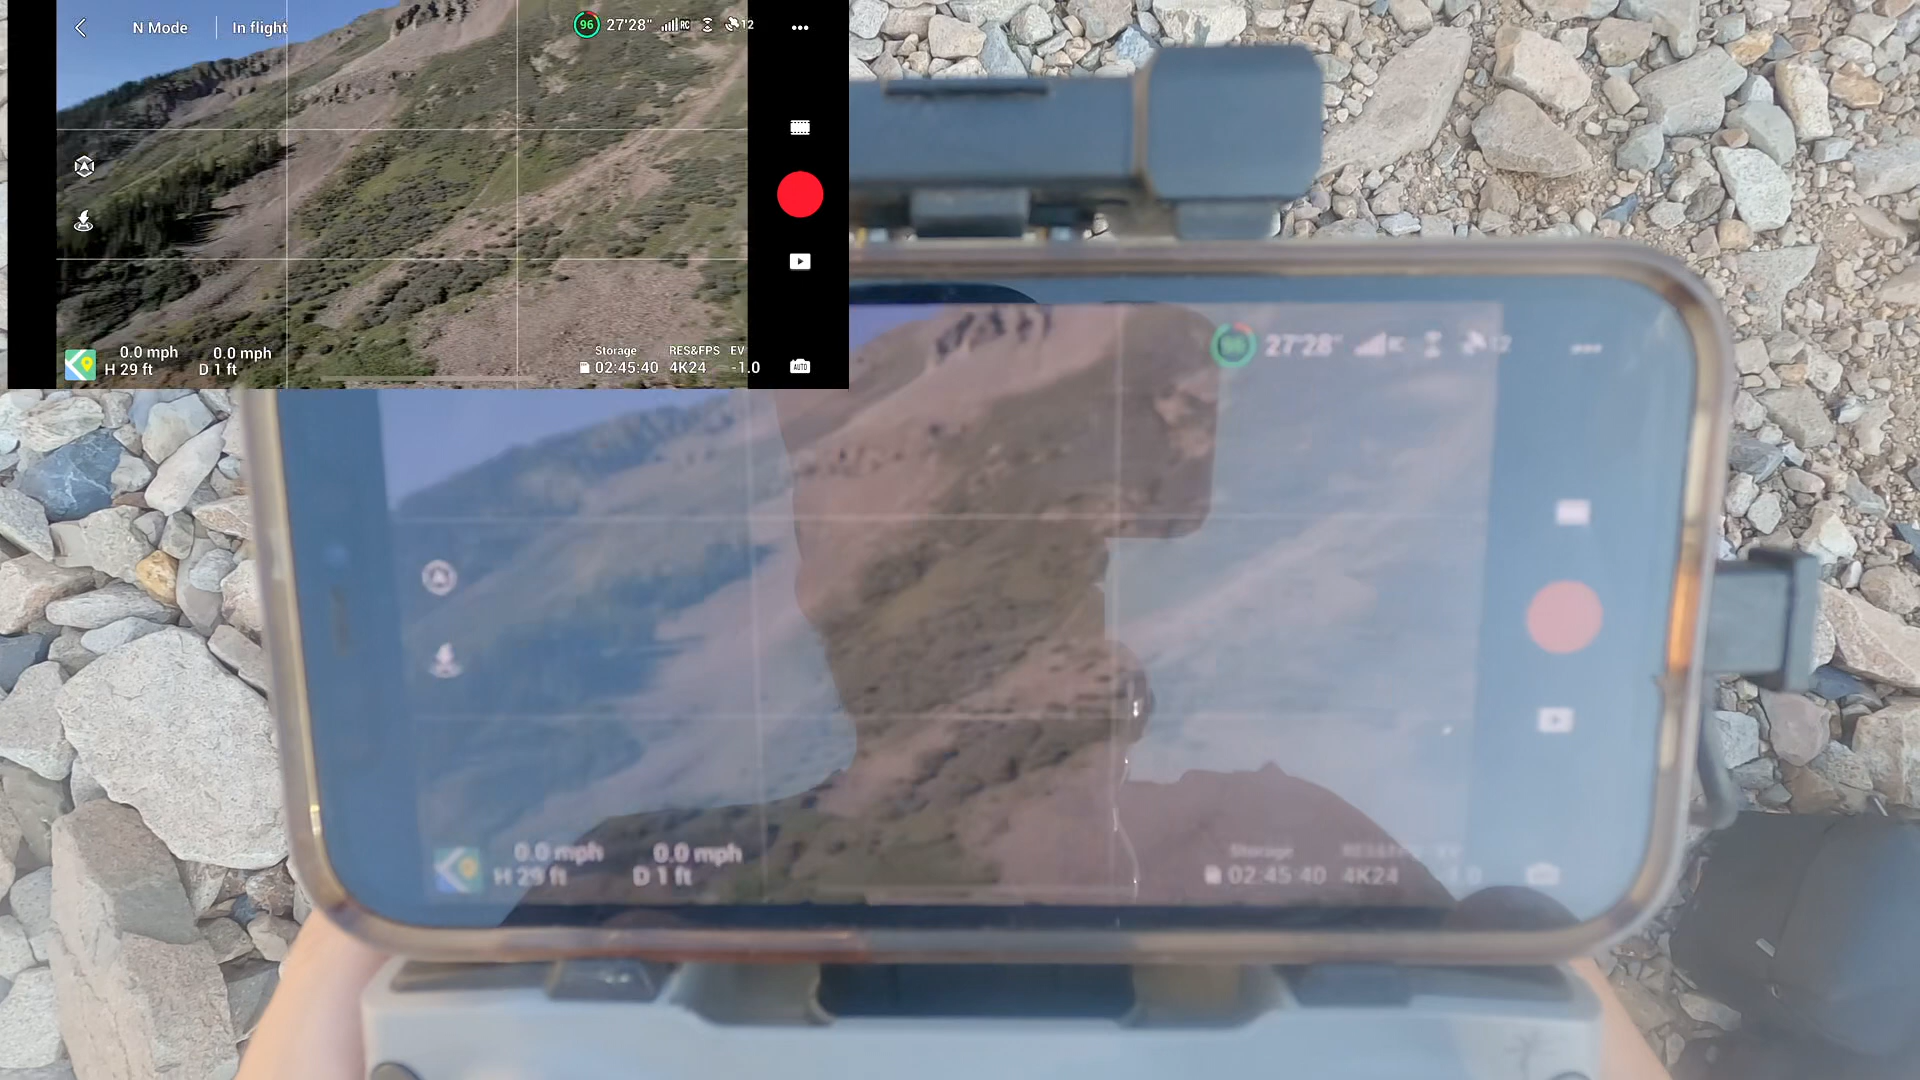 N Mode In flight 96 27'28" RC 12
0.0 mph 0.0 mph
H 29 ft D 1 ft
Storage RES&FPS EV
02:45:40 4K24 -1.0
AUTO
27'28" 12
0.0 mph 0.0 mph
H 29 ft D 1 ft
Storage
02:45:40 4K24